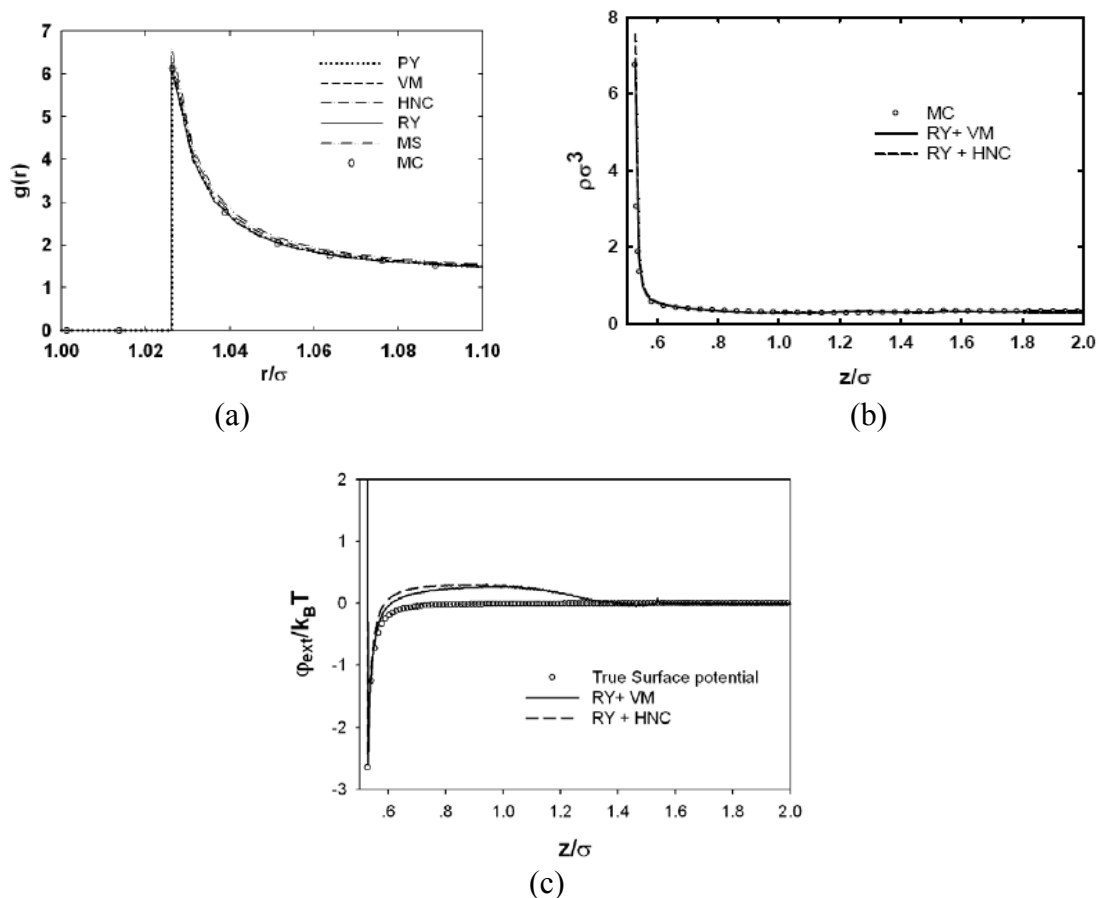 7
6
5
4
3
2
1
0
g(r)
PY
VM
HNC
RY
MS
MC
1.00 1.02 1.04 1.06 1.08 1.10
r/σ
(a)
8
6
4
2
0
ρσ³
MC
RY+ VM
RY + HNC
.6 .8 1.0 1.2 1.4 1.6 1.8 2.0
z/σ
(b)
2
1
0
-1
-2
-3
φext/kBT
True Surface potential
RY+ VM
RY + HNC
.6 .8 1.0 1.2 1.4 1.6 1.8 2.0
z/σ
(c)